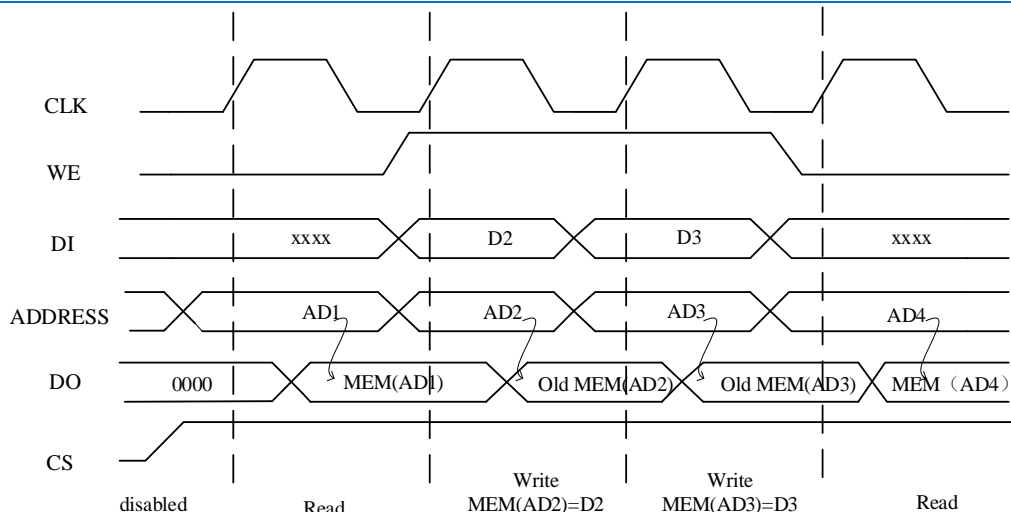 CLK
WE
DI xxxx D2 D3 xxxx
ADDRESS AD1 AD2 AD3 AD4
DO 0000 MEM(AD1) Old MEM(AD2) Old MEM(AD3) MEM（AD4）
CS
disabled Read Write Write Read
MEM(AD2)=D2 MEM(AD3)=D3